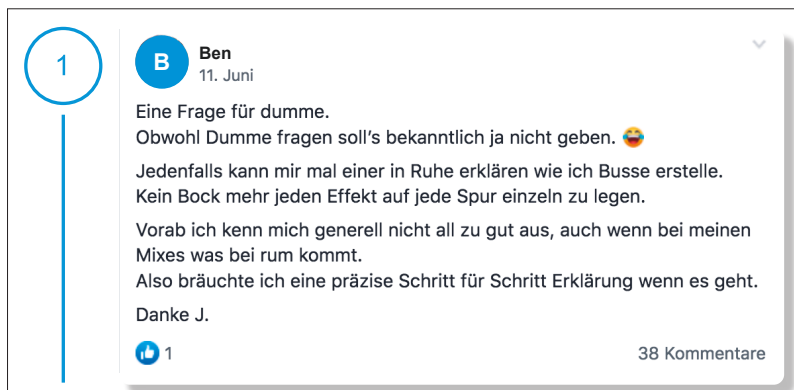 1
B
Ben
11. Juni
Eine Frage für dumme.
Obwohl Dumme fragen soll's bekanntlich ja nicht geben. 😂
Jedenfalls kann mir mal einer in Ruhe erklären wie ich Busse erstelle.
Kein Bock mehr jeden Effekt auf jede Spur einzeln zu legen.
Vorab ich kenn mich generell nicht all zu gut aus, auch wenn bei meinen
Mixes was bei rum kommt.
Also bräuchte ich eine präzise Schritt für Schritt Erklärung wenn es geht.
Danke J.
1
38 Kommentare